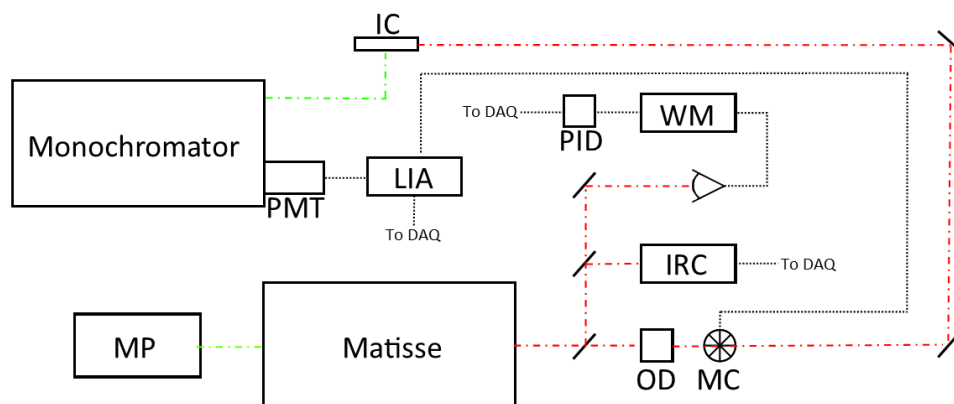 IC
To DAQ
PID
WM
Monochromator
PMT
LIA
To DAQ
IRC
To DAQ
MP
Matisse
OD
MC